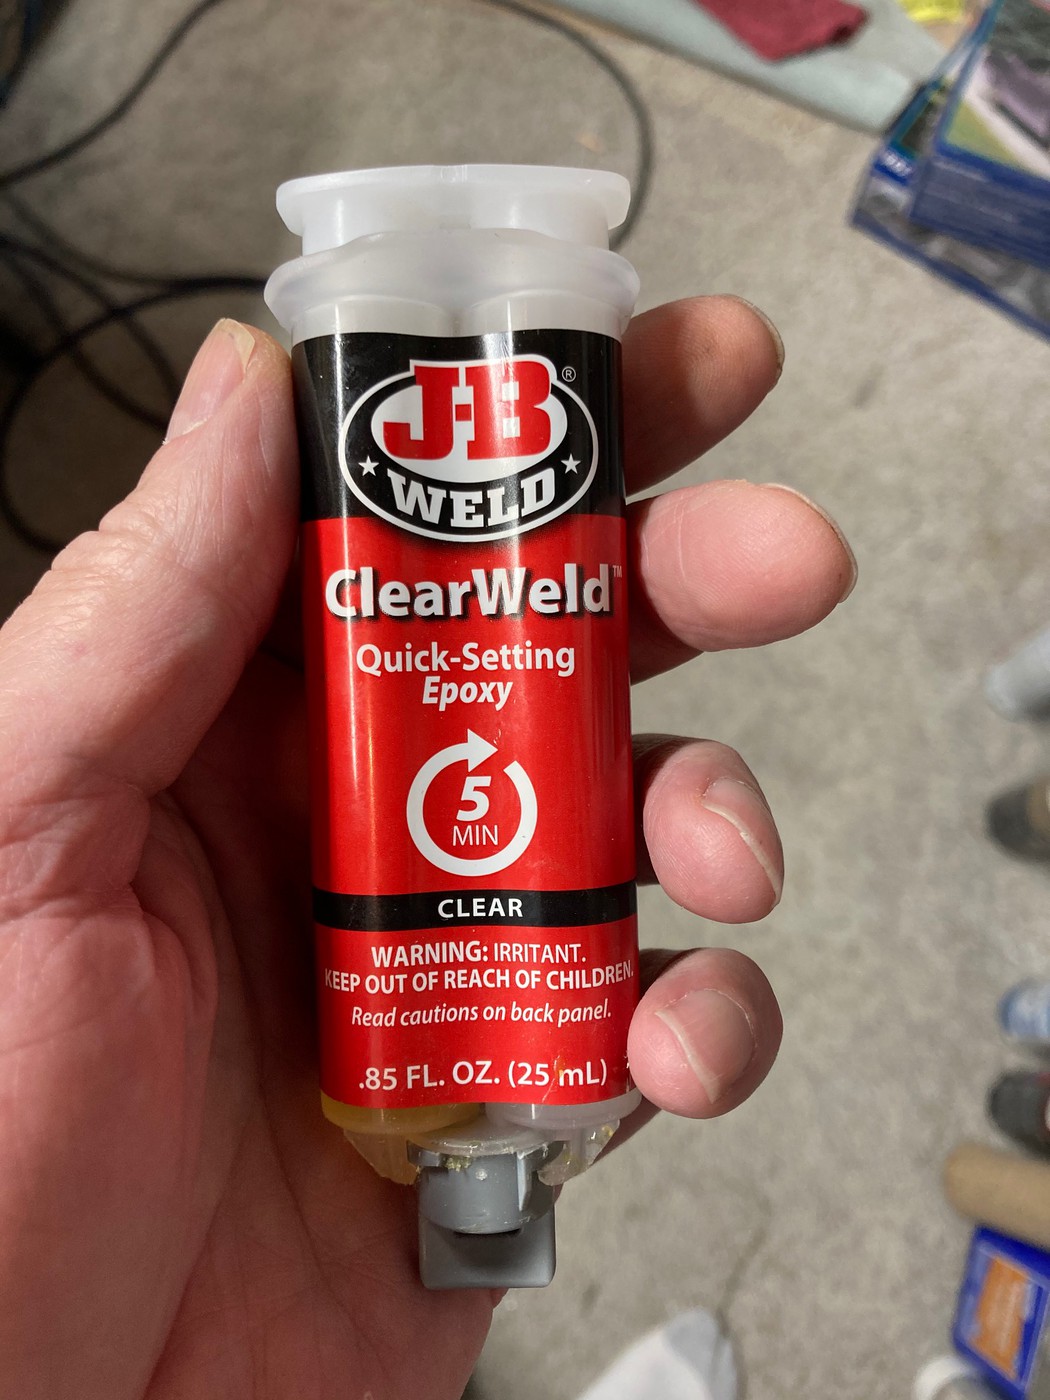 J-B®
WELD
ClearWeld™
Quick-Setting
Epoxy
5
MIN
CLEAR
WARNING: IRRITANT.
KEEP OUT OF REACH OF CHILDREN.
Read cautions on back panel.
.85 FL. OZ. (25 mL)